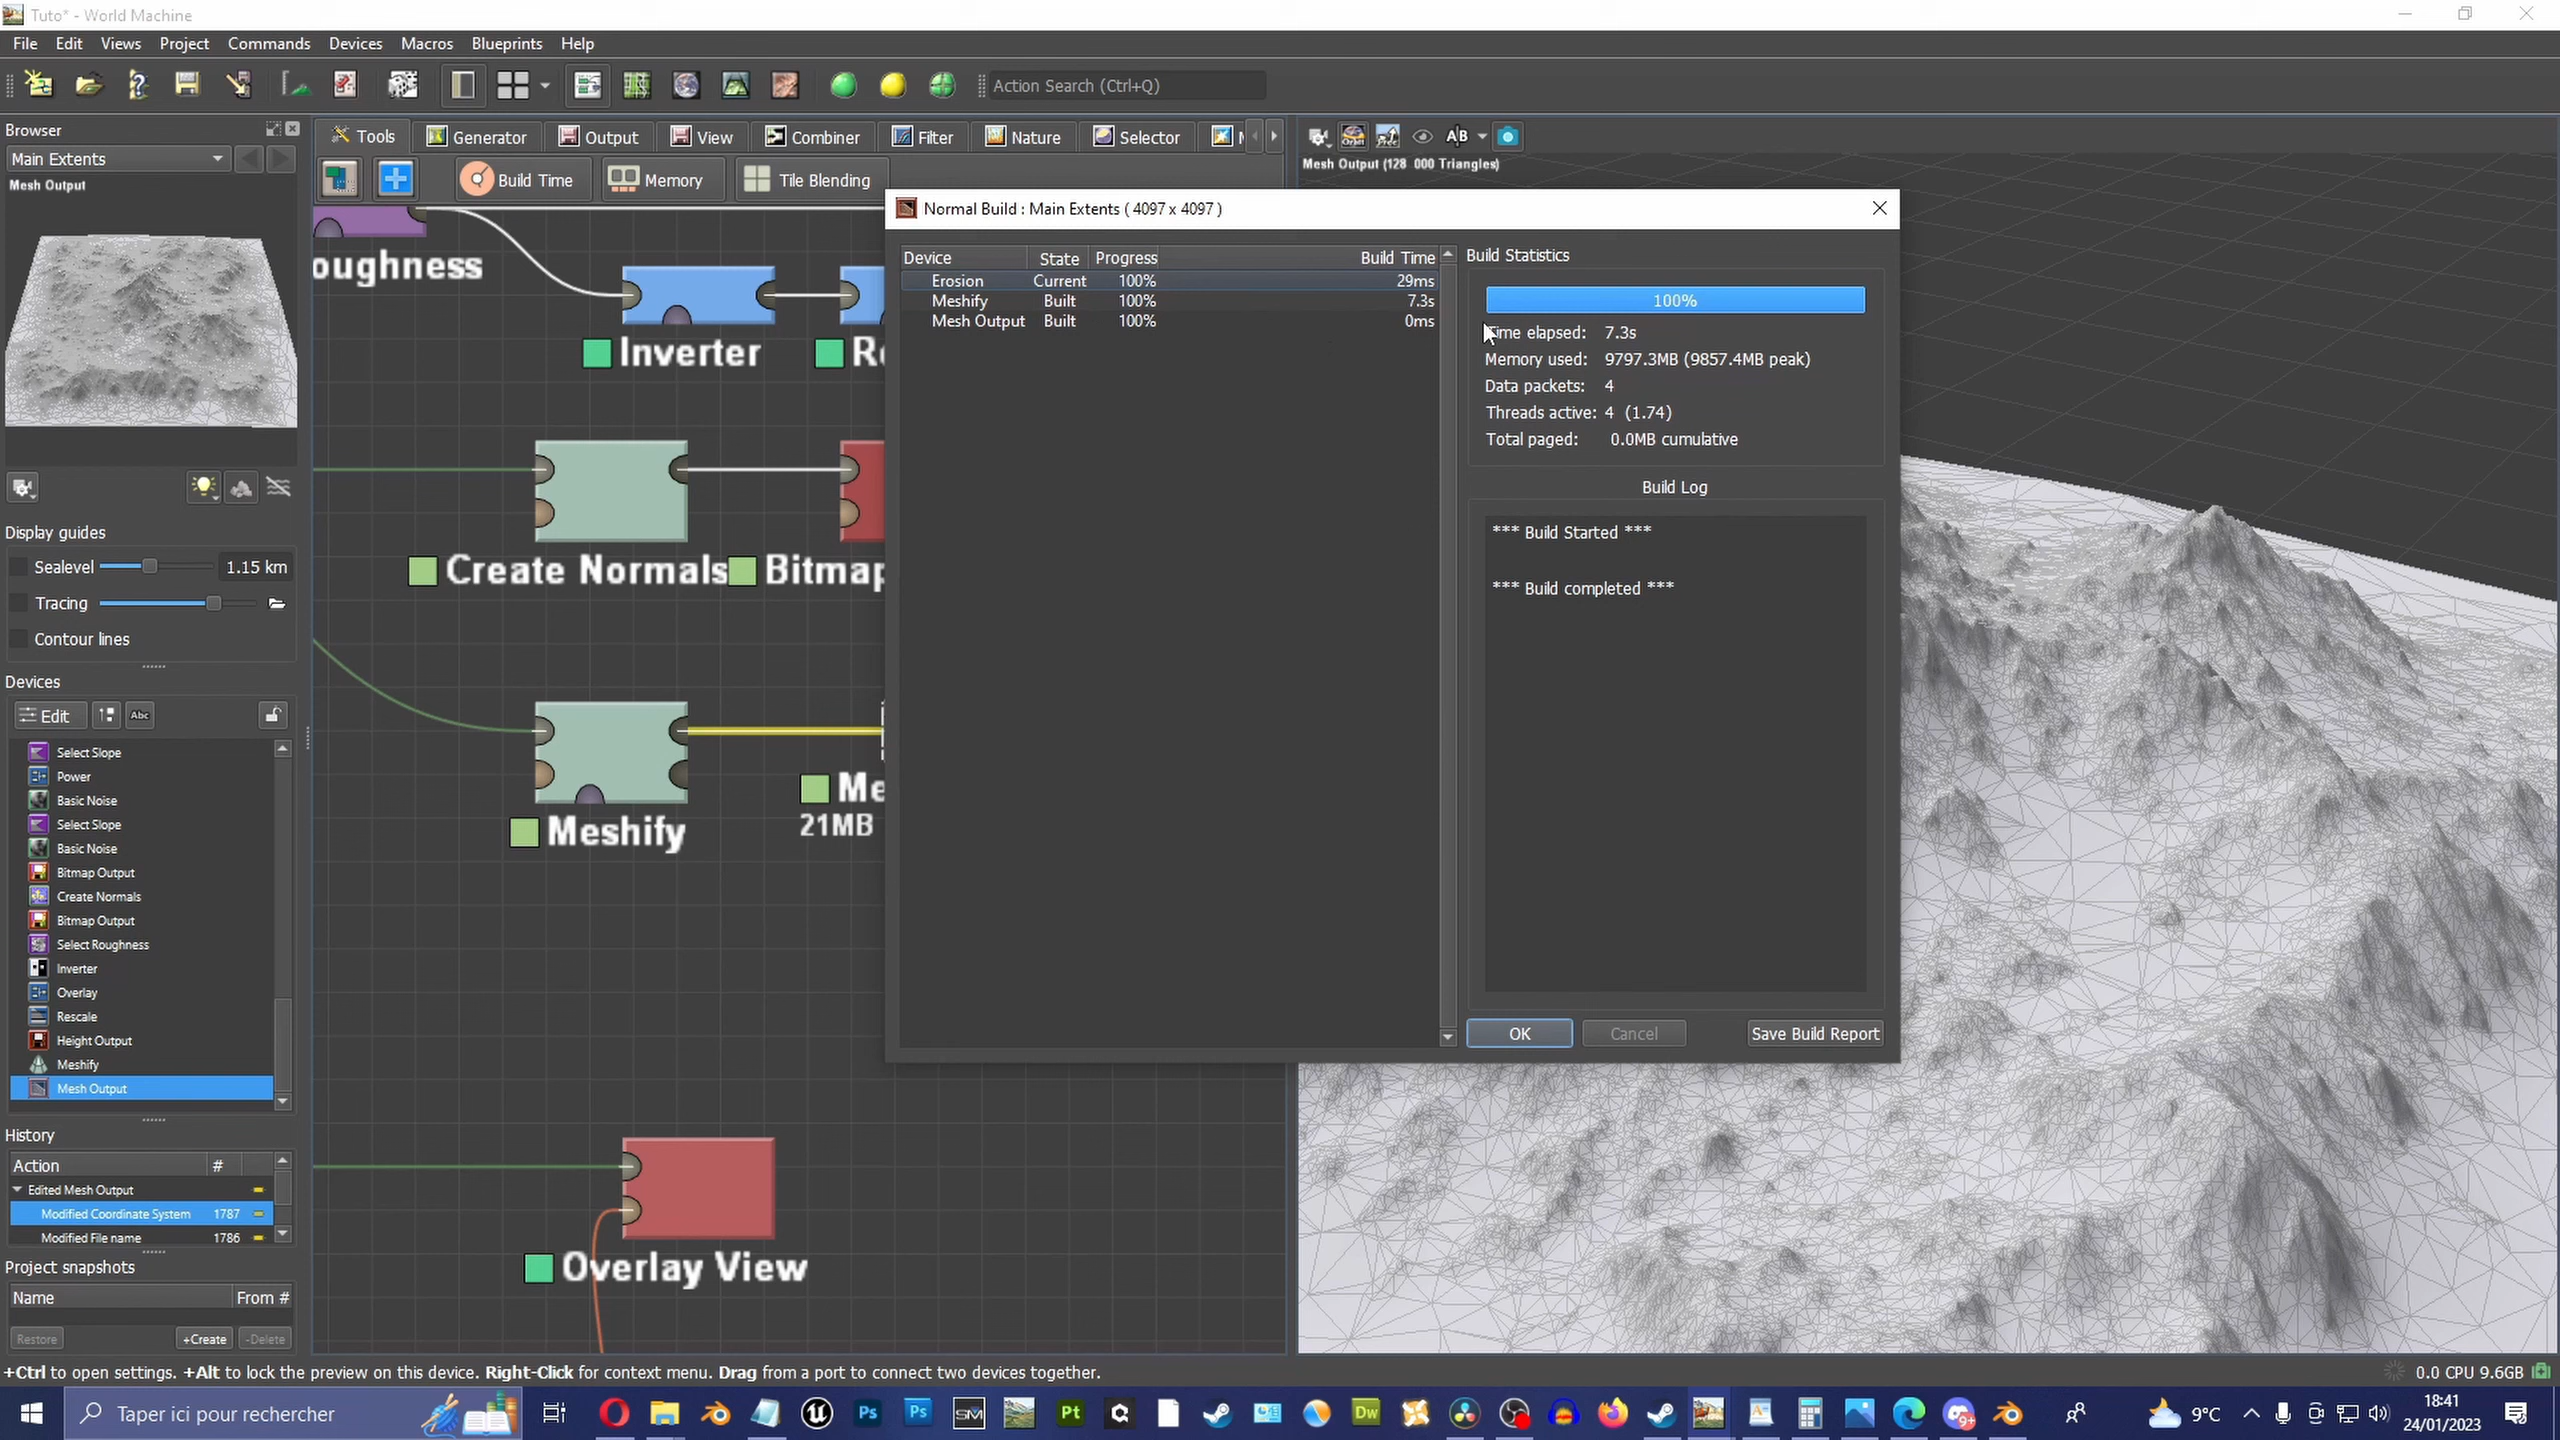 Tuto* - World Machine
File Edit Views Project Commands Devices Macros Blueprints Help
Action Search (Ctrl+Q)
Browser
Main Extents
Mesh Output
Tools Generator Output View Combiner Filter Nature Selector
Build Time Memory Tile Blending
AB
Mesh Output (128 000 Triangles)
oughness
Inverter
Create Normals
Bitmap
Meshify
21MB
Overlay View
Normal Build : Main Extents ( 4097 x 4097 )
Device State Progress Build Time
Erosion Current 100% 29ms
Meshify Built 100% 7.3s
Mesh Output Built 100% 0ms
Build Statistics
100%
Time elapsed: 7.3s
Memory used: 9797.3MB (9857.4MB peak)
Data packets: 4
Threads active: 4 (1.74)
Total paged: 0.0MB cumulative
Build Log
*** Build Started ***
*** Build completed ***
OK Cancel Save Build Report
Display guides
Sealevel 1.15 km
Tracing
Contour lines
Devices
Edit Abc
Select Slope
Power
Basic Noise
Select Slope
Basic Noise
Bitmap Output
Create Normals
Bitmap Output
Select Roughness
Inverter
Overlay
Rescale
Height Output
Meshify
Mesh Output
History
Action #
Edited Mesh Output
Modified Coordinate System 1787
Modified File name 1786
Project snapshots
Name From #
Restore +Create -Delete
+Ctrl to open settings. +Alt to lock the preview on this device. Right-Click for context menu. Drag from a port to connect two devices together.
0.0 CPU 9.6GB
Taper ici pour rechercher
Ps Ps SM Pt Dw 9+
9°C
18:41
24/01/2023